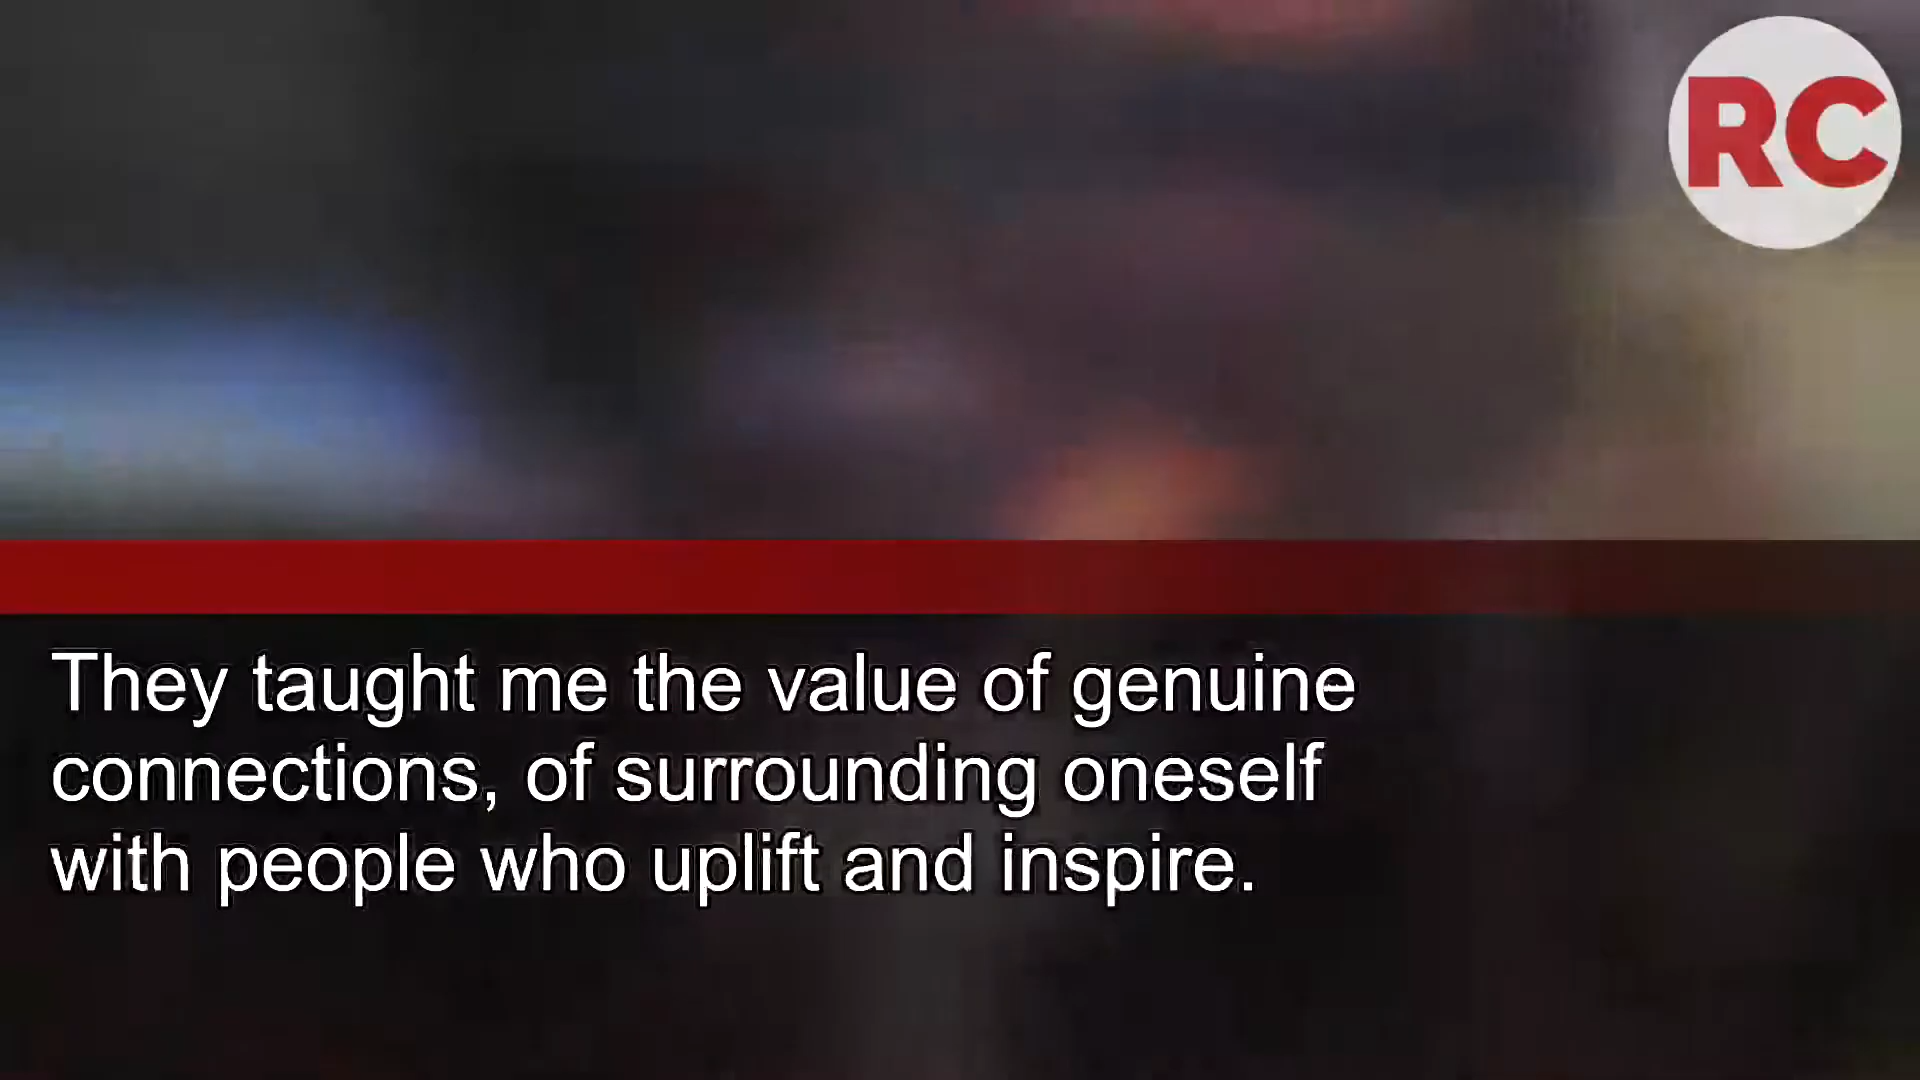 RC
They taught me the value of genuine
connections, of surrounding oneself
with people who uplift and inspire.